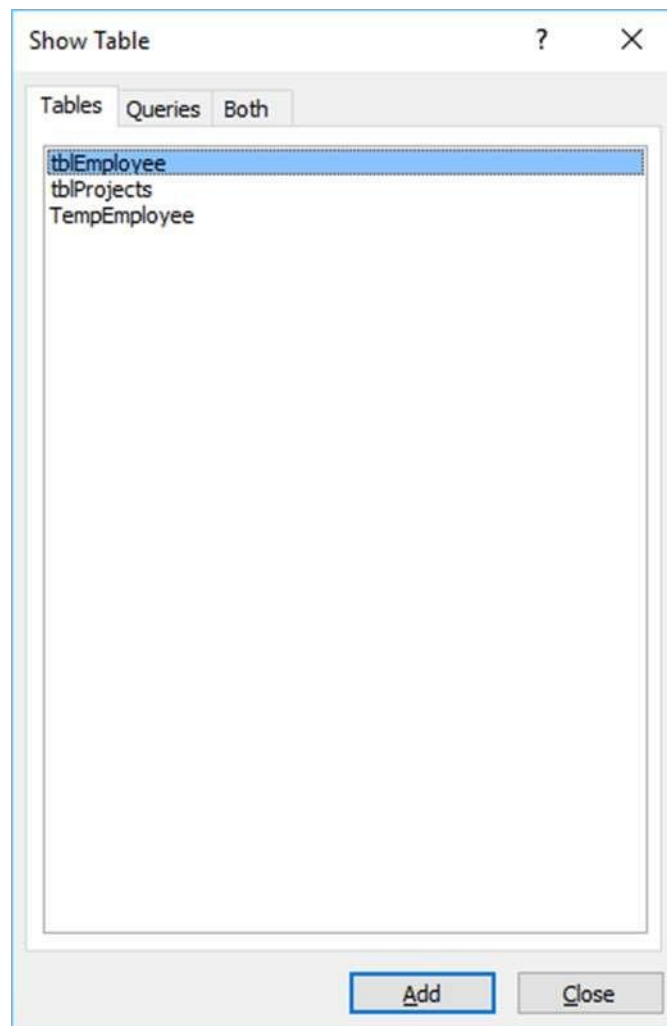 Show Table ?
Tables Queries Both
tblEmployee
tblProjects
TempEmployee
Add Close